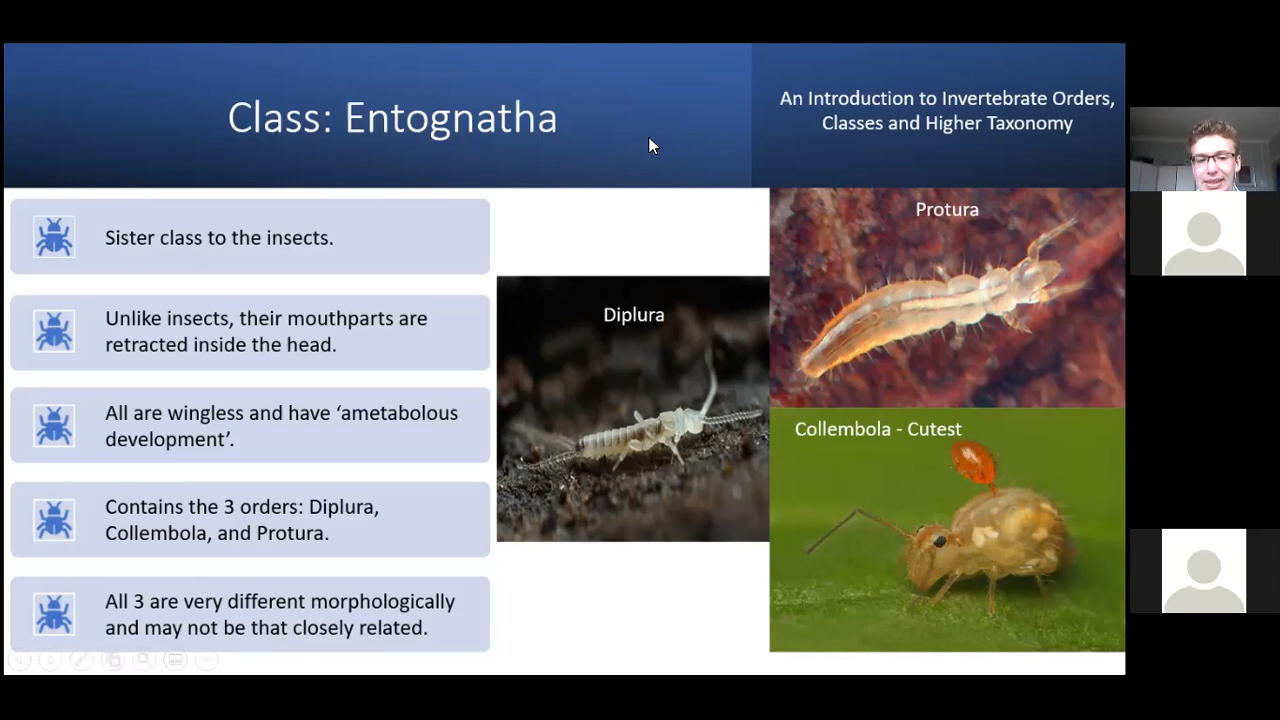 Class: Entognatha
An Introduction to Invertebrate Orders,
Classes and Higher Taxonomy
Sister class to the insects.
Unlike insects, their mouthparts are
retracted inside the head.
All are wingless and have ‘ametabolous
development’.
Contains the 3 orders: Diplura,
Collembola, and Protura.
All 3 are very different morphologically
and may not be that closely related.
Diplura
Protura
Collembola - Cutest